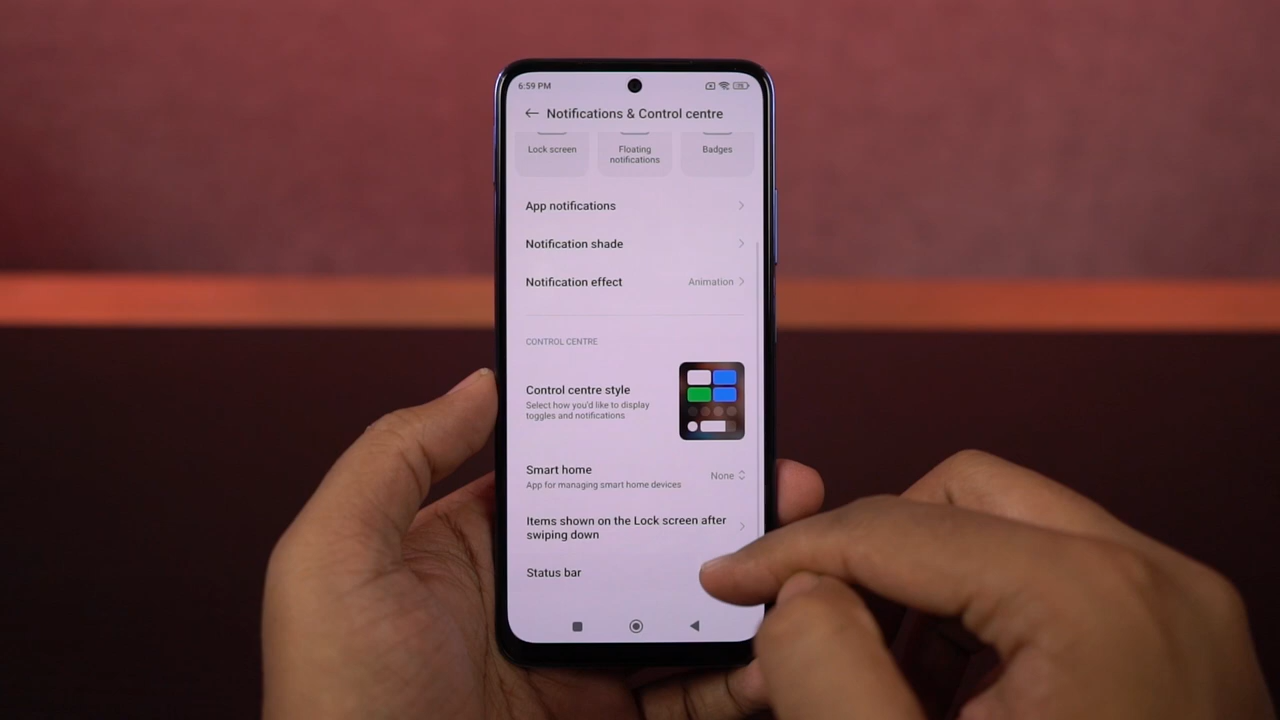 6:59 PM
Notifications & Control centre
Lock screen
Floating
notifications
Badges
App notifications
Notification shade
Notification effect
Animation
CONTROL CENTRE
Control centre style
Select how you'd like to display
toggles and notifications
Smart home
None
App for managing smart home devices
Items shown on the Lock screen after
swiping down
Status bar